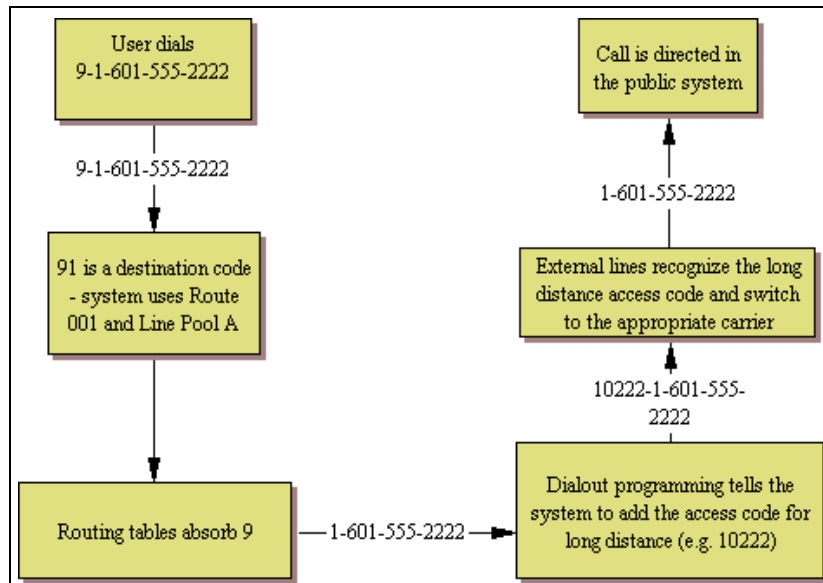 User dials
9-1-601-555-2222
9-1-601-555-2222
91 is a destination code
- system uses Route
001 and Line Pool A
Routing tables absorb 9
1-601-555-2222
Dialout programming tells the
system to add the access code for
long distance (e.g. 10222)
10222-1-601-555-
2222
External lines recognize the long
distance access code and switch
to the appropriate carrier
1-601-555-2222
Call is directed in
the public system